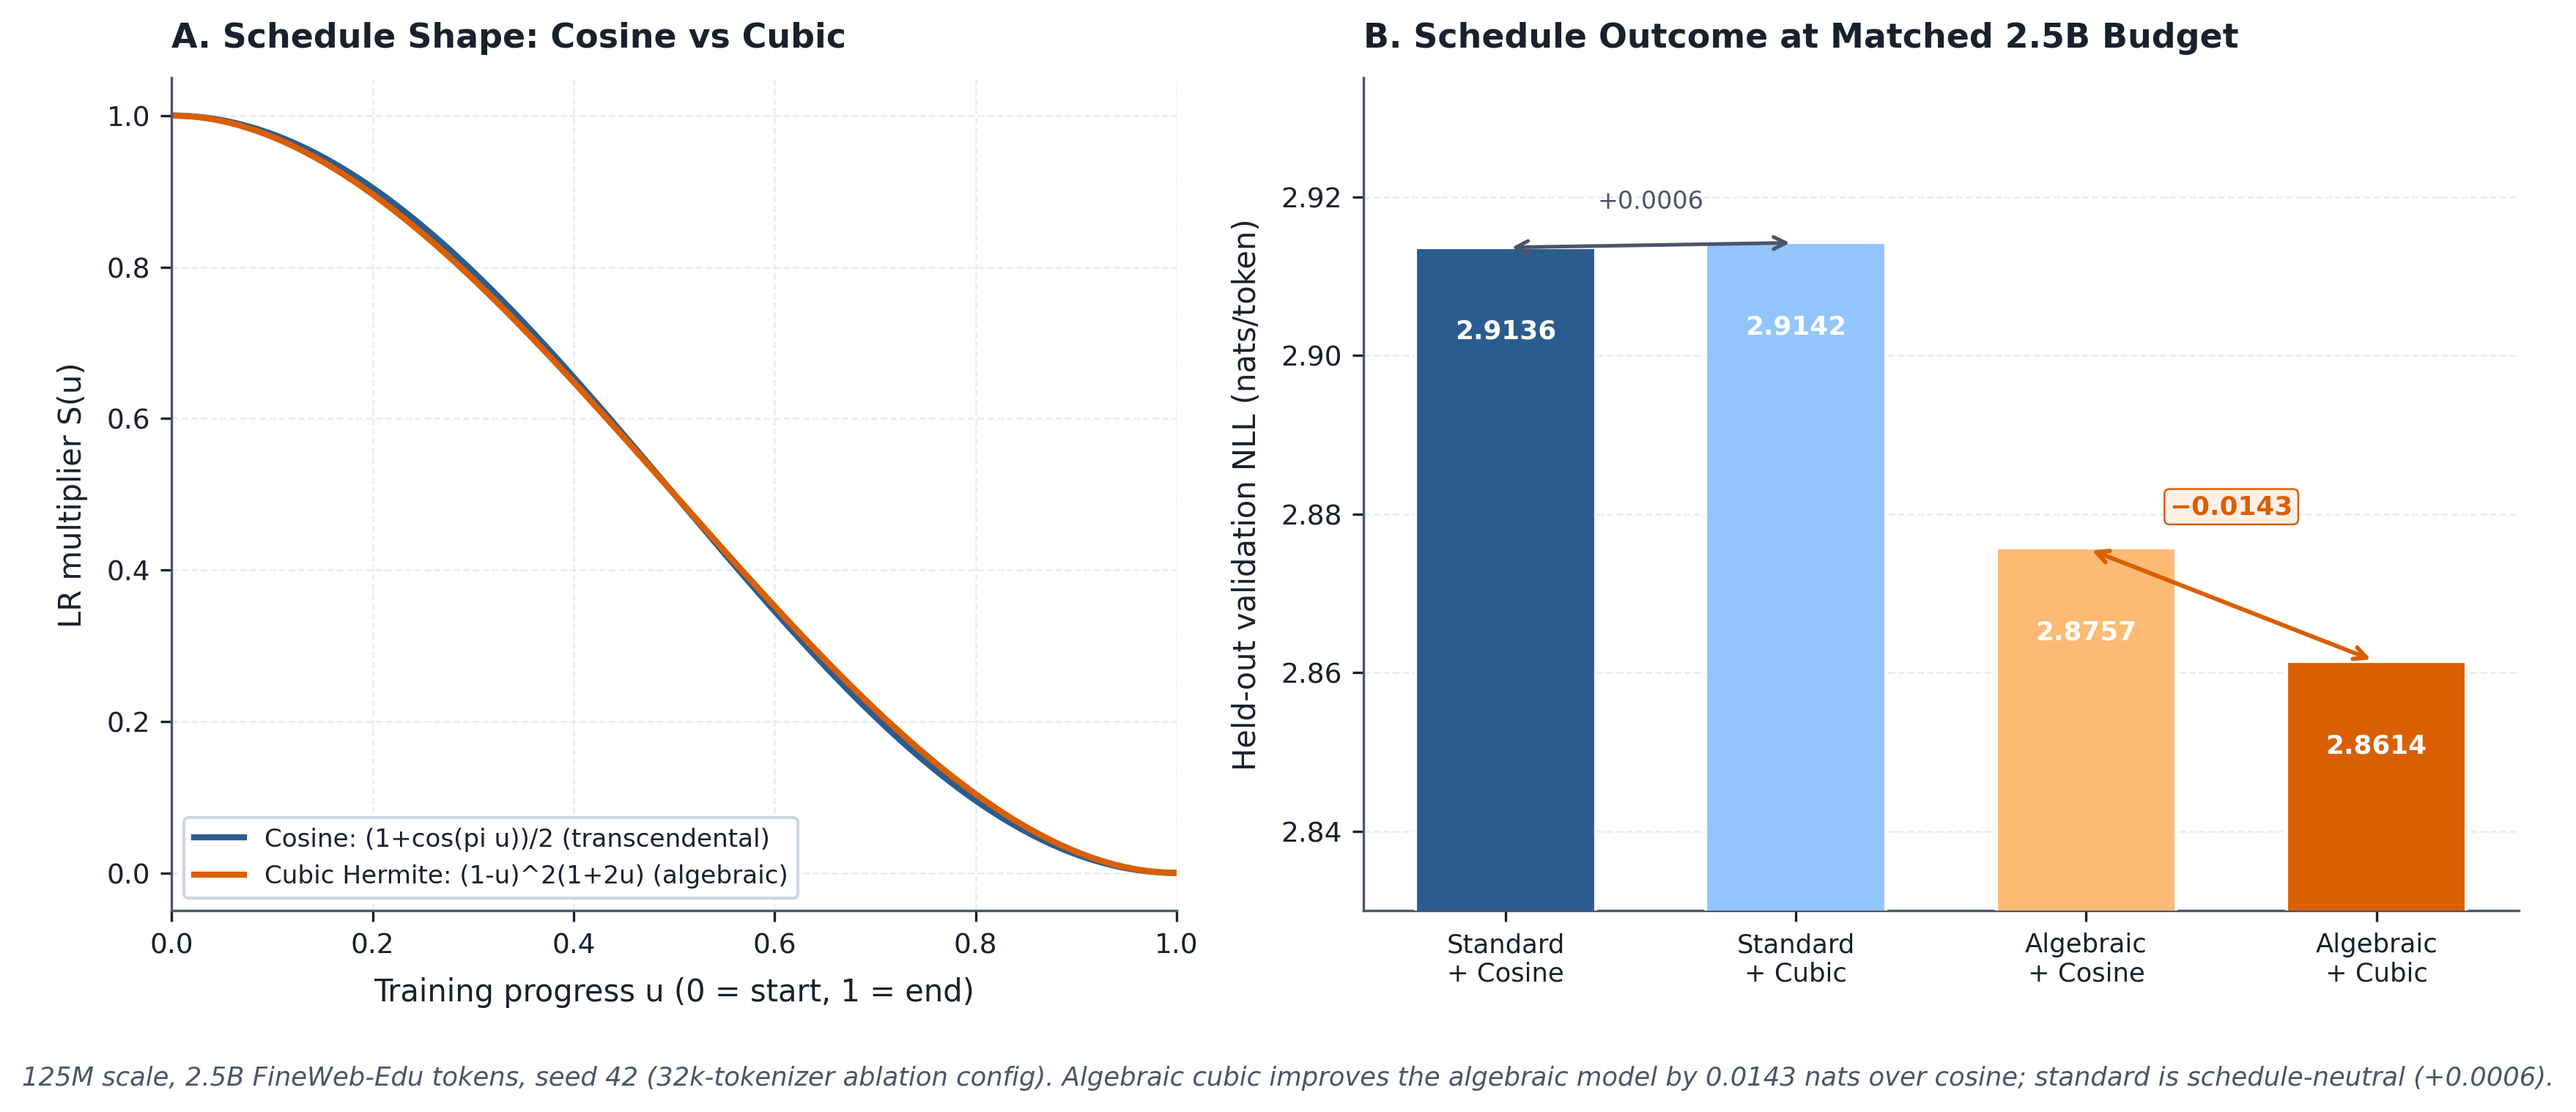 A. Schedule Shape: Cosine vs Cubic
LR multiplier S(u)
1.0
0.8
0.6
0.4
0.2
0.0
Cosine: (1+cos(pi u))/2 (transcendental)
Cubic Hermite: (1-u)^2(1+2u) (algebraic)
0.0 0.2 0.4 0.6 0.8 1.0
Training progress u (0 = start, 1 = end)
B. Schedule Outcome at Matched 2.5B Budget
Held-out validation NLL (nats/token)
2.92
2.90
2.88
2.86
2.84
+0.0006
2.9136
2.9142
−0.0143
2.8757
2.8614
Standard
+ Cosine
Standard
+ Cubic
Algebraic
+ Cosine
Algebraic
+ Cubic
125M scale, 2.5B FineWeb-Edu tokens, seed 42 (32k-tokenizer ablation config). Algebraic cubic improves the algebraic model by 0.0143 nats over cosine; standard is schedule-neutral (+0.0006).